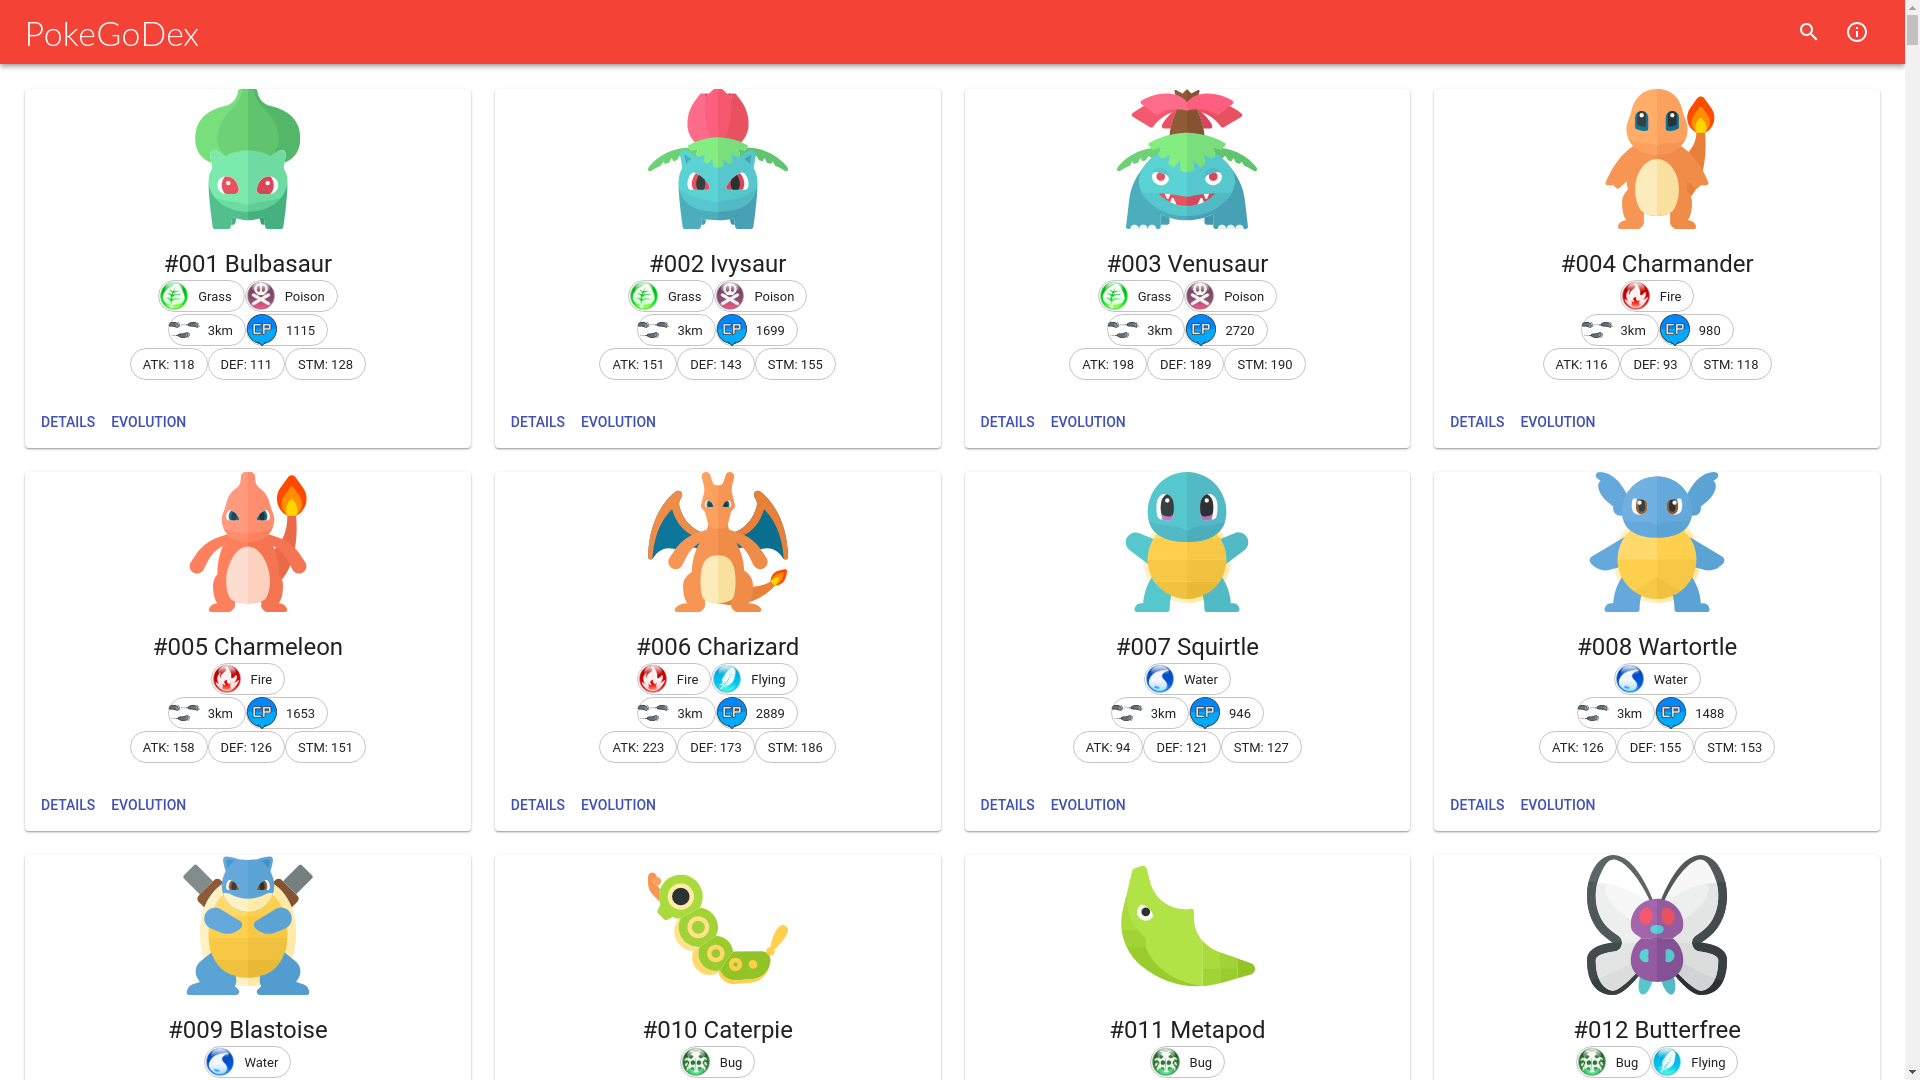 PokeGoDex
#001 Bulbasaur
Grass Poison
3km CP 1115
ATK: 118 DEF: 111 STM: 128
DETAILS EVOLUTION
#002 Ivysaur
Grass Poison
3km CP 1699
ATK: 151 DEF: 143 STM: 155
DETAILS EVOLUTION
#003 Venusaur
Grass Poison
3km CP 2720
ATK: 198 DEF: 189 STM: 190
DETAILS EVOLUTION
#004 Charmander
Fire
3km CP 980
ATK: 116 DEF: 93 STM: 118
DETAILS EVOLUTION
#005 Charmeleon
Fire
3km CP 1653
ATK: 158 DEF: 126 STM: 151
DETAILS EVOLUTION
#006 Charizard
Fire Flying
3km CP 2889
ATK: 223 DEF: 173 STM: 186
DETAILS EVOLUTION
#007 Squirtle
Water
3km CP 946
ATK: 94 DEF: 121 STM: 127
DETAILS EVOLUTION
#008 Wartortle
Water
3km CP 1488
ATK: 126 DEF: 155 STM: 153
DETAILS EVOLUTION
#009 Blastoise
Water
#010 Caterpie
Bug
#011 Metapod
Bug
#012 Butterfree
Bug Flying